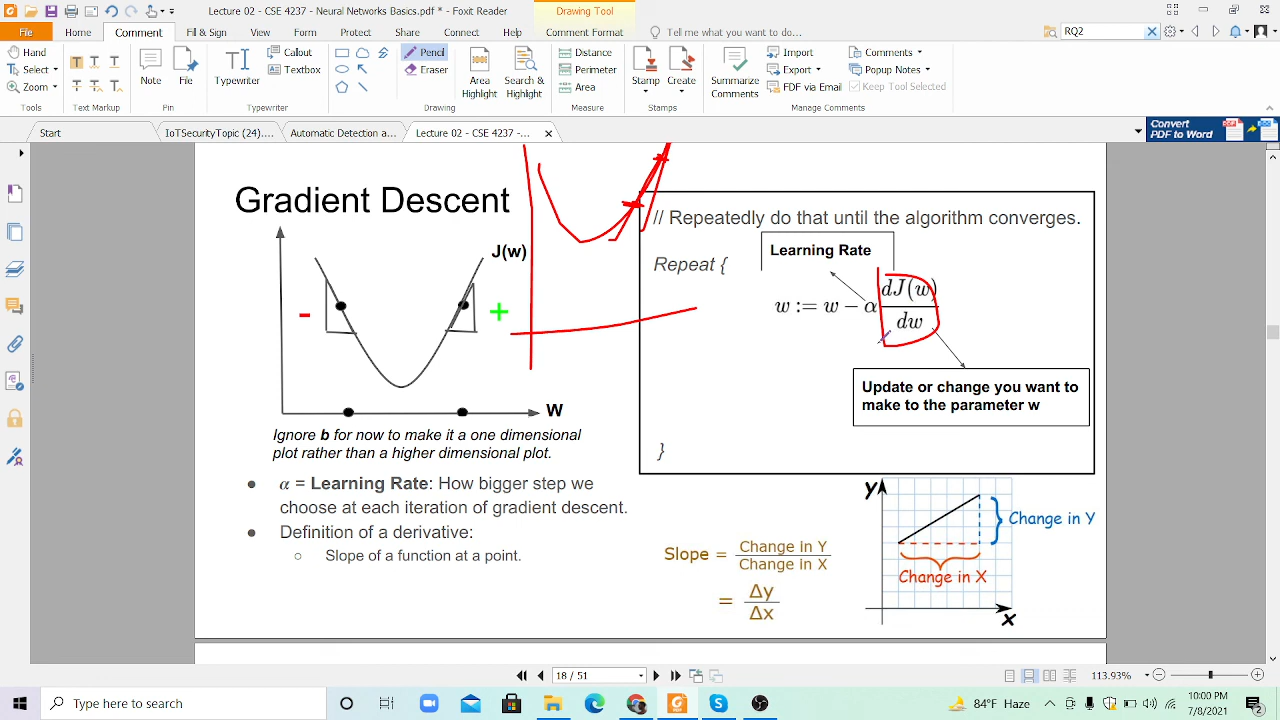 Lecture 02 - CSE 4237 - Neural Networks Basics.pdf * - Foxit Reader
Drawing Tool
File Home Comment Fill & Sign View Form Protect Share Connect Help Comment Format Tell me what you want to do... RQ2
Hand
Select
Zoom
Tools
Text Markup
Note
File
Pin
Typewriter
Callout
Textbox
Typewriter
Pencil
Eraser
Drawing
Area Highlight
Search & Highlight
Distance
Perimeter
Area
Measure
Stamp
Create
Stamps
Summarize Comments
Import
Export
FDF via Email
Comments
Popup Notes
Keep Tool Selected
Manage Comments
Start IoTSecurityTopic (24).... Automatic Detection a... Lecture 02 - CSE 4237 -...
Convert
PDF to Word
Gradient Descent
J(w)
- +
W
Ignore b for now to make it a one dimensional
plot rather than a higher dimensional plot.
● α = Learning Rate: How bigger step we
choose at each iteration of gradient descent.
● Definition of a derivative:
○ Slope of a function at a point.
// Repeatedly do that until the algorithm converges.
Learning Rate
Repeat {
w := w − α dJ(w)/dw
Update or change you want to
make to the parameter w
}
Slope = Change in Y / Change in X
= Δy / Δx
y
Change in Y
Change in X
x
18 / 51
113.93%
Type here to search
84°F Haze
10:00 PM
7/8/2021
2